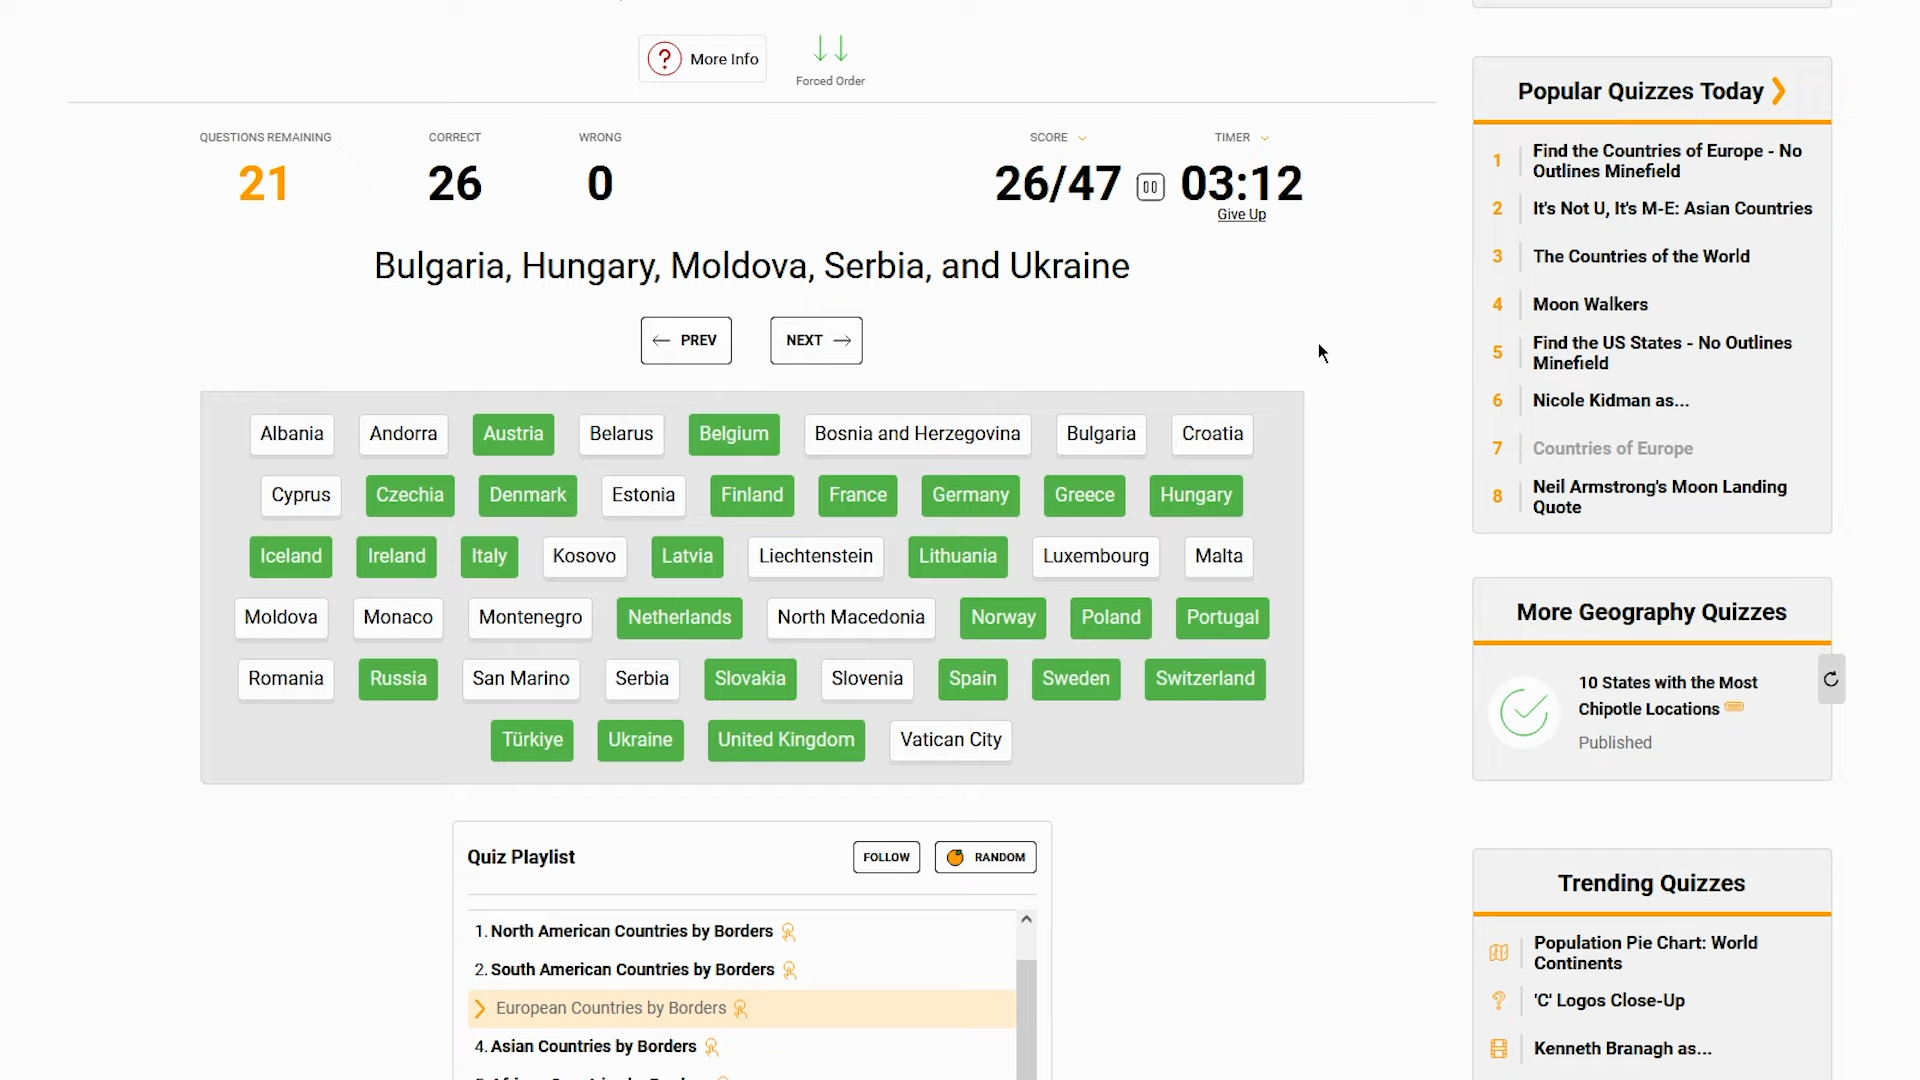 More Info
Forced Order
QUESTIONS REMAINING
21
CORRECT
26
WRONG
0
SCORE
26/47
TIMER
03:12
Give Up
Bulgaria, Hungary, Moldova, Serbia, and Ukraine
PREV
NEXT
Albania Andorra Austria Belarus Belgium Bosnia and Herzegovina Bulgaria Croatia
Cyprus Czechia Denmark Estonia Finland France Germany Greece Hungary
Iceland Ireland Italy Kosovo Latvia Liechtenstein Lithuania Luxembourg Malta
Moldova Monaco Montenegro Netherlands North Macedonia Norway Poland Portugal
Romania Russia San Marino Serbia Slovakia Slovenia Spain Sweden Switzerland
Türkiye Ukraine United Kingdom Vatican City
Quiz Playlist
FOLLOW
RANDOM
1. North American Countries by Borders
2. South American Countries by Borders
European Countries by Borders
4. Asian Countries by Borders
Popular Quizzes Today
1 Find the Countries of Europe - No
Outlines Minefield
2 It's Not U, It's M-E: Asian Countries
3 The Countries of the World
4 Moon Walkers
5 Find the US States - No Outlines
Minefield
6 Nicole Kidman as...
7 Countries of Europe
8 Neil Armstrong's Moon Landing
Quote
More Geography Quizzes
10 States with the Most
Chipotle Locations
Published
Trending Quizzes
Population Pie Chart: World
Continents
'C' Logos Close-Up
Kenneth Branagh as...